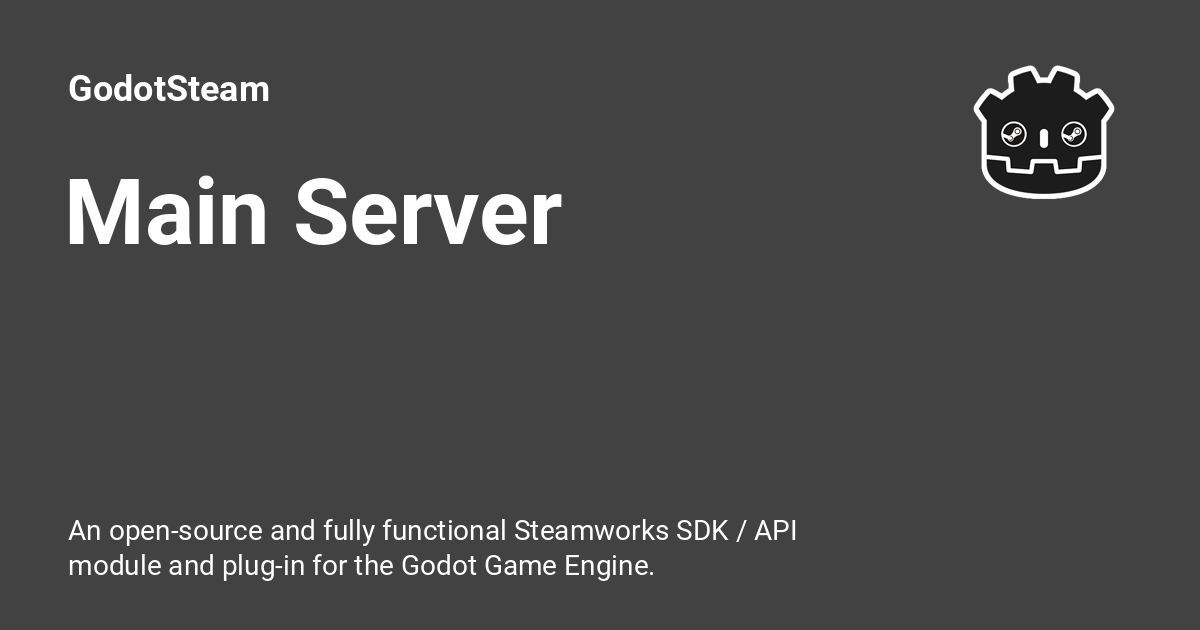 GodotSteam
Main Server
An open-source and fully functional Steamworks SDK / API
module and plug-in for the Godot Game Engine.